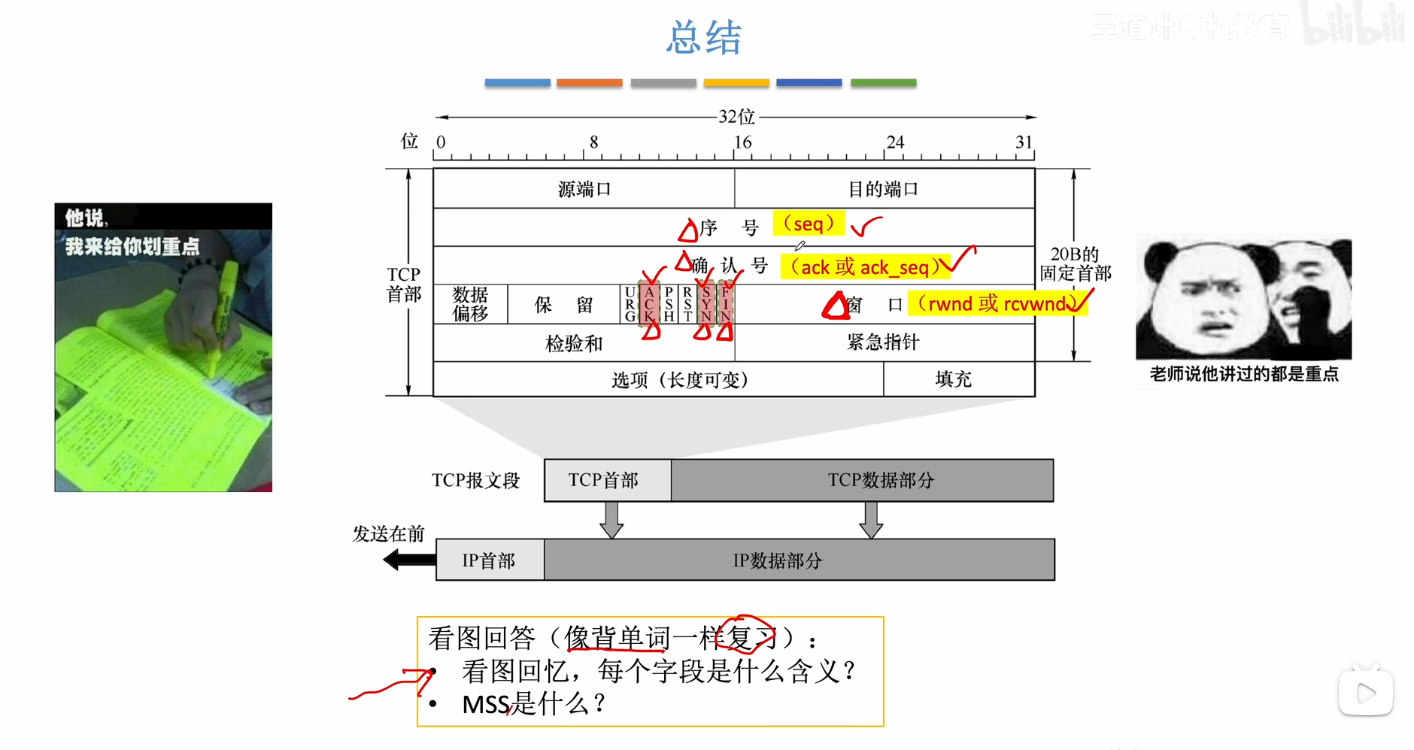 王道计算机教育 bilibili
总结
32位
位 0 8 16 24 31
源端口 目的端口
序 号 (seq)
确 认 号 (ack 或 ack_seq)
TCP
首部
20B的
固定首部
数据
偏移
保 留
URG
ACK
PSH
RST
SYN
FIN
窗 口 (rwnd 或 rcvwnd)
检验和 紧急指针
选项(长度可变) 填充
他说,
我来给你划重点
老师说他讲过的都是重点
TCP报文段 TCP首部 TCP数据部分
发送在前
IP首部 IP数据部分
看图回答(像背单词一样复习):
• 看图回忆,每个字段是什么含义?
• MSS是什么?